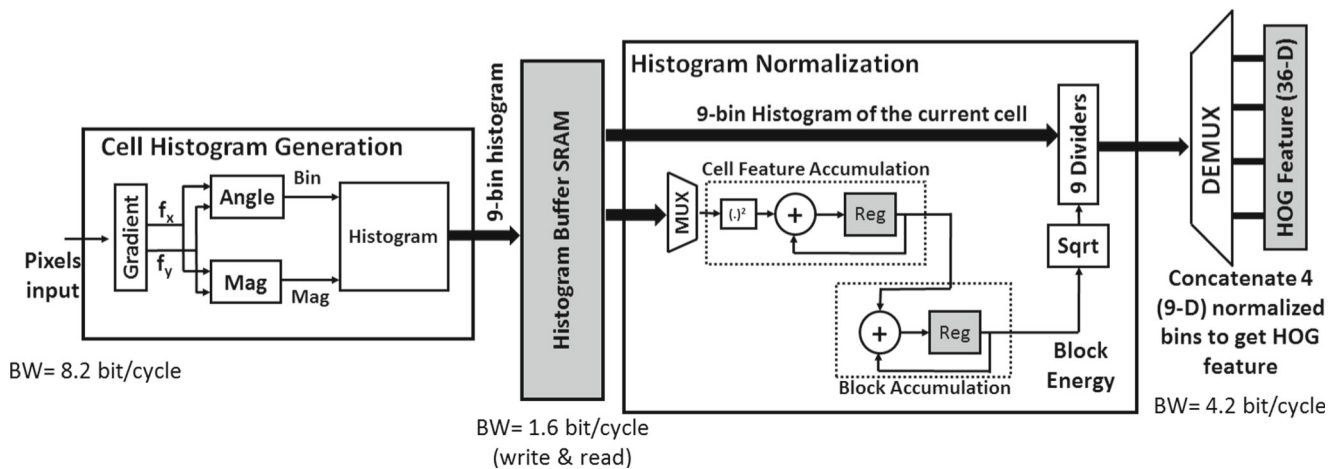 Cell Histogram Generation
Pixels
input
Gradient
fx
fy
Angle
Bin
Mag
Mag
Histogram
BW= 8.2 bit/cycle
9-bin histogram
Histogram Buffer SRAM
BW= 1.6 bit/cycle
(write & read)
Histogram Normalization
9-bin Histogram of the current cell
Cell Feature Accumulation
MUX
(.)²
+
Reg
+
Reg
Block Accumulation
9 Dividers
Sqrt
Block
Energy
DEMUX
HOG Feature (36-D)
Concatenate 4
(9-D) normalized
bins to get HOG
feature
BW= 4.2 bit/cycle